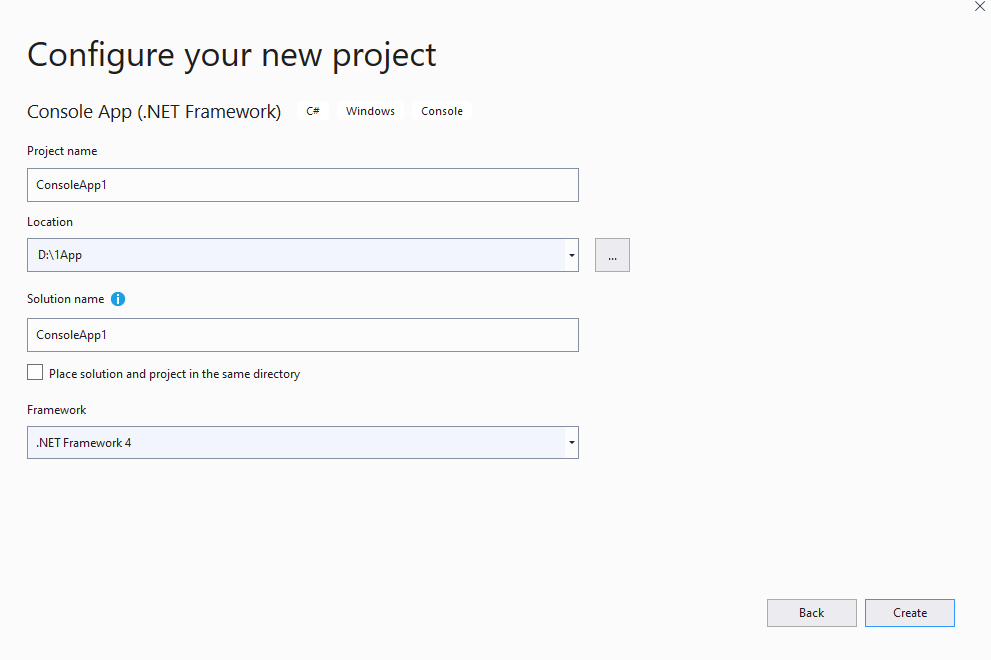 Configure your new project
Console App (.NET Framework) C# Windows Console
Project name
ConsoleApp1
Location
D:\1App
...
Solution name i
ConsoleApp1
Place solution and project in the same directory
Framework
.NET Framework 4
Back Create